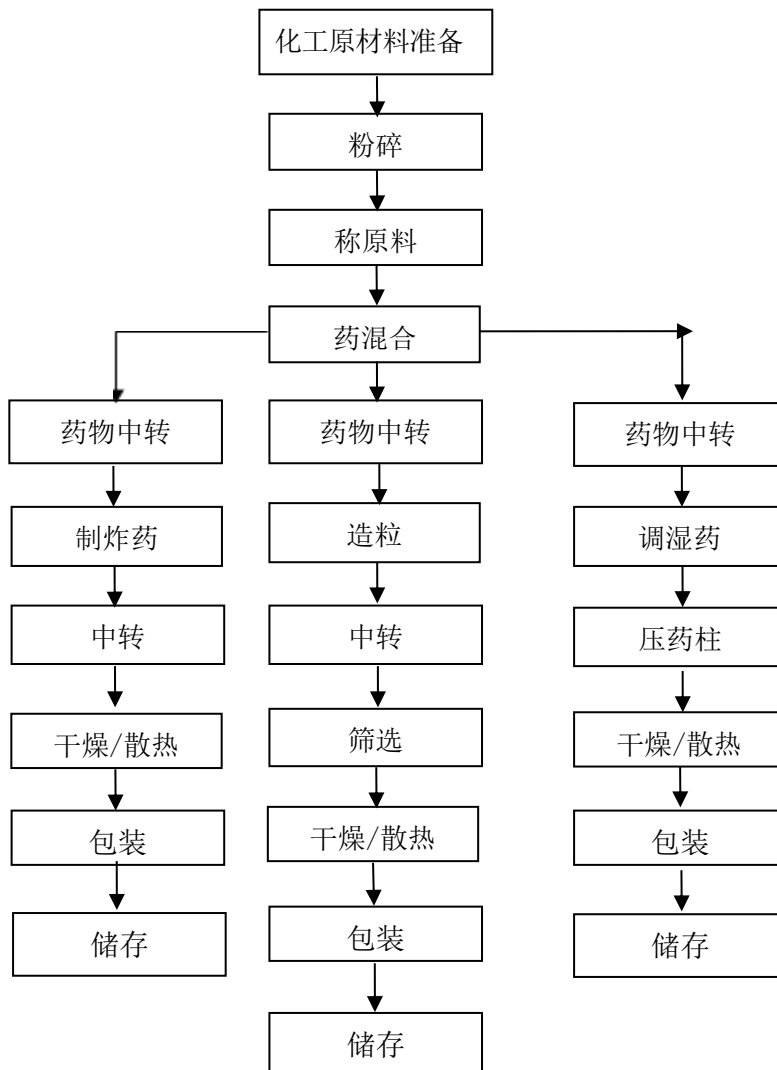 化工原材料准备
粉碎
称原料
药混合
药物中转
制炸药
中转
干燥/散热
包装
储存
药物中转
造粒
中转
筛选
干燥/散热
包装
储存
药物中转
调湿药
压药柱
干燥/散热
包装
储存